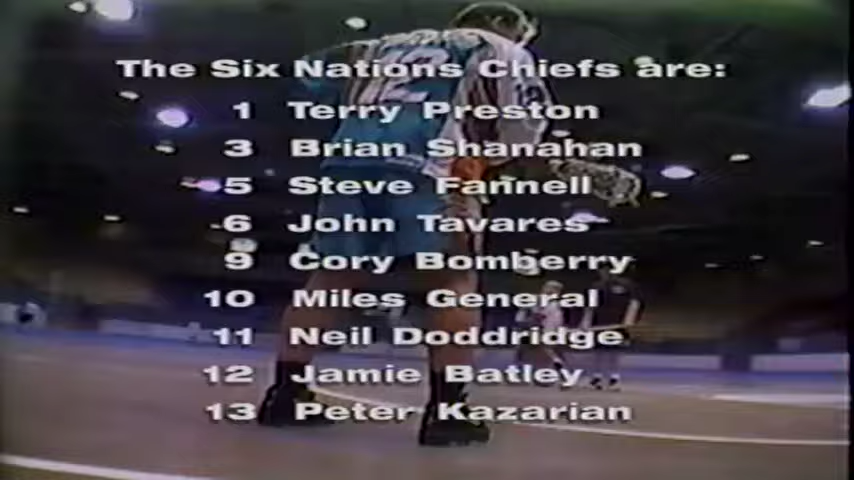 The Six Nations Chiefs are:
1 Terry Preston
3 Brian Shanahan
5 Steve Fannell
6 John Tavares
9 Cory Bomberry
10 Miles General
11 Neil Doddridge
12 Jamie Batley
13 Peter Kazarian
12